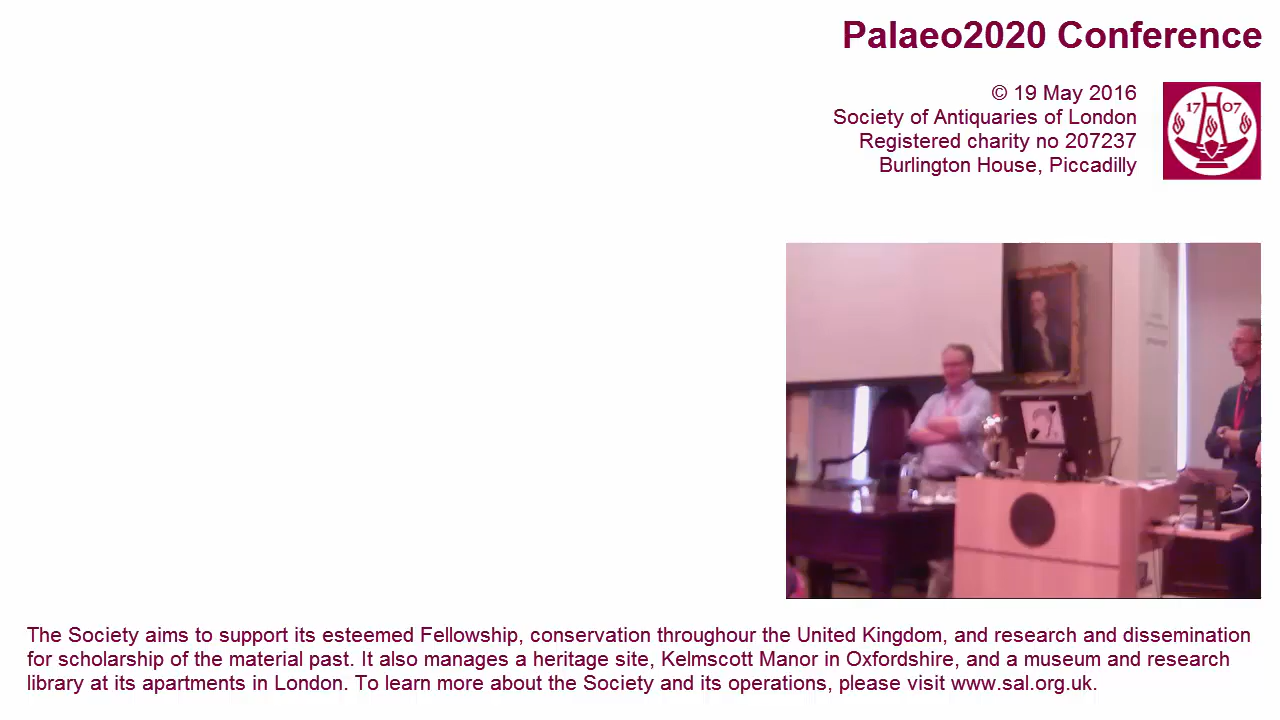 Palaeo2020 Conference
© 19 May 2016
Society of Antiquaries of London
Registered charity no 207237
Burlington House, Piccadilly
17 07
The Society aims to support its esteemed Fellowship, conservation throughour the United Kingdom, and research and dissemination
for scholarship of the material past. It also manages a heritage site, Kelmscott Manor in Oxfordshire, and a museum and research
library at its apartments in London. To learn more about the Society and its operations, please visit www.sal.org.uk.